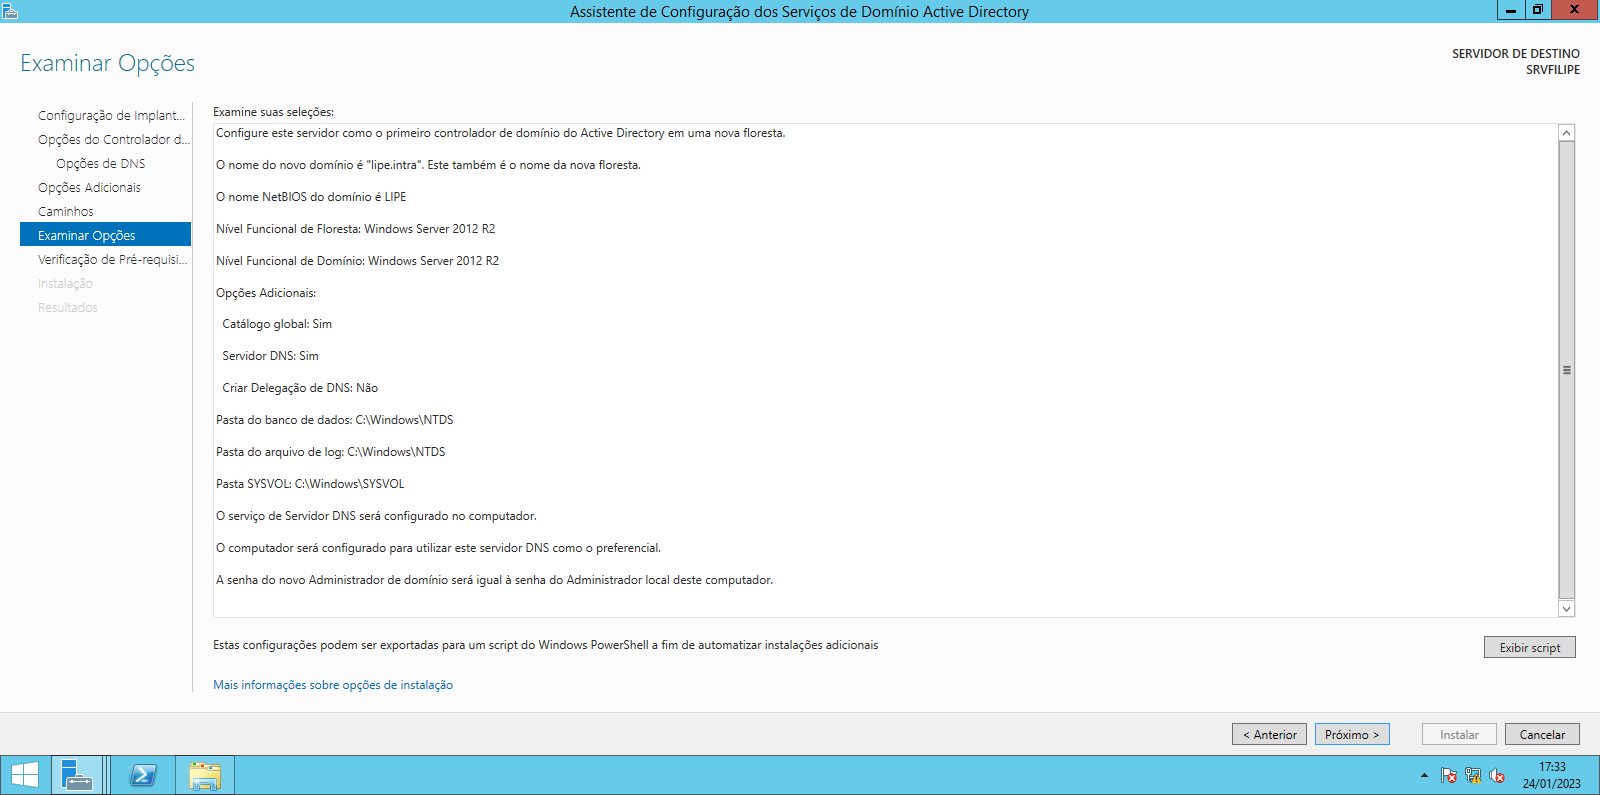 Assistente de Configuração dos Serviços de Domínio Active Directory
Examinar Opções
SERVIDOR DE DESTINO
SRVFILIPE
Configuração de Implant...
Opções do Controlador d...
Opções de DNS
Opções Adicionais
Caminhos
Examinar Opções
Verificação de Pré-requisi...
Instalação
Resultados
Examine suas seleções:
Configure este servidor como o primeiro controlador de domínio do Active Directory em uma nova floresta.
O nome do novo domínio é "lipe.intra". Este também é o nome da nova floresta.
O nome NetBIOS do domínio é LIPE
Nível Funcional de Floresta: Windows Server 2012 R2
Nível Funcional de Domínio: Windows Server 2012 R2
Opções Adicionais:
Catálogo global: Sim
Servidor DNS: Sim
Criar Delegação de DNS: Não
Pasta do banco de dados: C:\Windows\NTDS
Pasta do arquivo de log: C:\Windows\NTDS
Pasta SYSVOL: C:\Windows\SYSVOL
O serviço de Servidor DNS será configurado no computador.
O computador será configurado para utilizar este servidor DNS como o preferencial.
A senha do novo Administrador de domínio será igual à senha do Administrador local deste computador.
Estas configurações podem ser exportadas para um script do Windows PowerShell a fim de automatizar instalações adicionais
Exibir script
Mais informações sobre opções de instalação
< Anterior
Próximo >
Instalar
Cancelar
17:33
24/01/2023